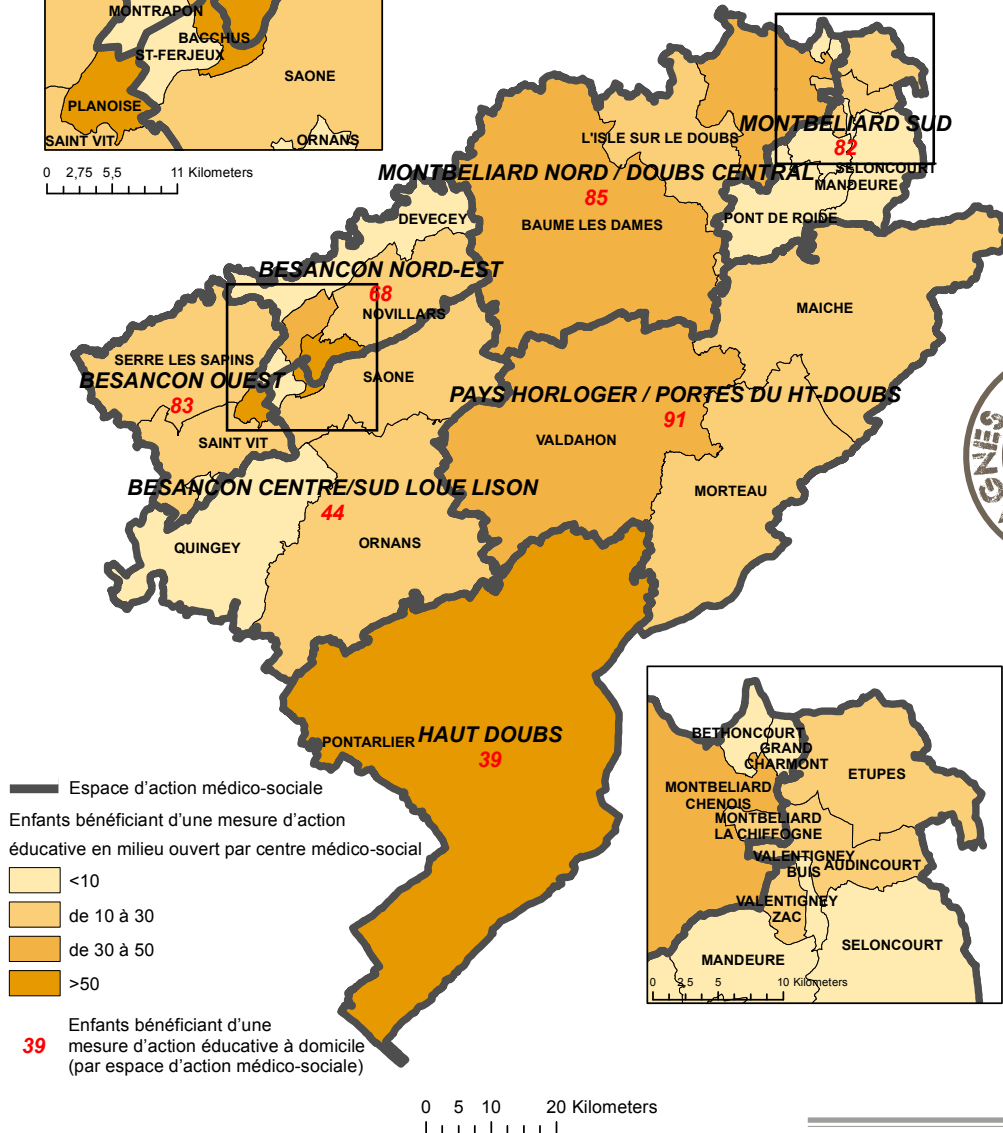 MONTRAPON
BACCHUS
ST-FERJEUX
SAONE
PLANOISE
SAINT VIT
ORNANS
0 2,75 5,5 11 Kilometers
L'ISLE SUR LE DOUBS
MONTBELIARD SUD
82
SELONCOURT
MANDEURE
MONTBELIARD NORD / DOUBS CENTRAL
85
DEVECEY
BAUME LES DAMES
PONT DE ROIDE
BESANCON NORD-EST
68
NOVILLARS
MAICHE
SERRE LES SAPINS
SAONE
BESANCON OUEST
83
PAYS HORLOGER / PORTES DU HT-DOUBS
91
SAINT VIT
VALDAHON
BESANCON CENTRE/SUD LOUE LISON
44
MORTEAU
QUINGEY
ORNANS
GNES
PONTARLIER
HAUT DOUBS
39
BETHONCOURT
GRAND
CHARMONT
ETUPES
MONTBELIARD
CHENOIS
MONTBELIARD
LA CHIFFOGNE
VALENTIGNEY
BUIS
AUDINCOURT
VALENTIGNEY
ZAC
SELONCOURT
MANDEURE
0 2,5 5 10 Kilometers
Espace d'action médico-sociale
Enfants bénéficiant d'une mesure d'action
éducative en milieu ouvert par centre médico-social
<10
de 10 à 30
de 30 à 50
>50
39
Enfants bénéficiant d'une
mesure d'action éducative à domicile
(par espace d'action médico-sociale)
0 5 10 20 Kilometers